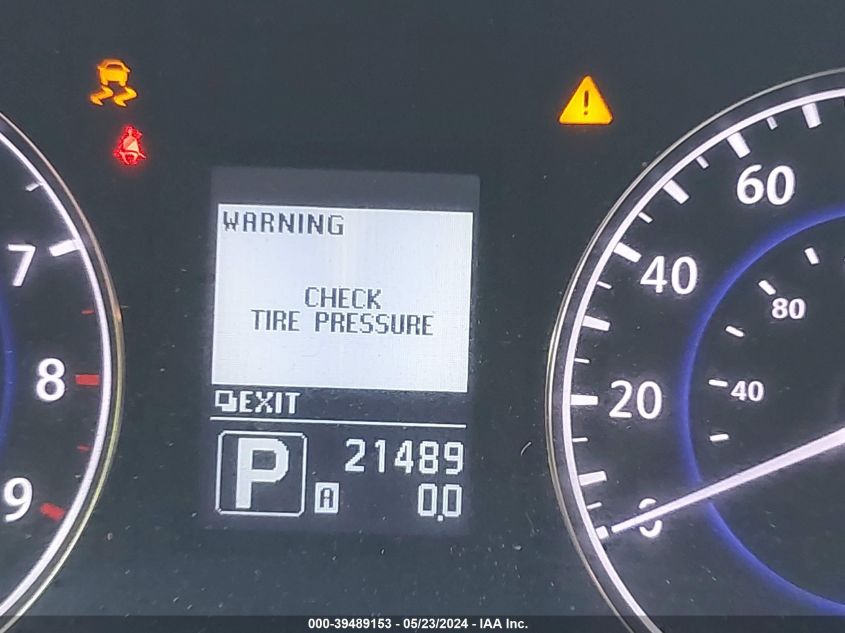 WARNING
CHECK
TIRE PRESSURE
EXIT
P 21489
A 0.0
7
8
9
60
40
20
0
80
40
000-39489153 - 05/23/2024 - IAA Inc.